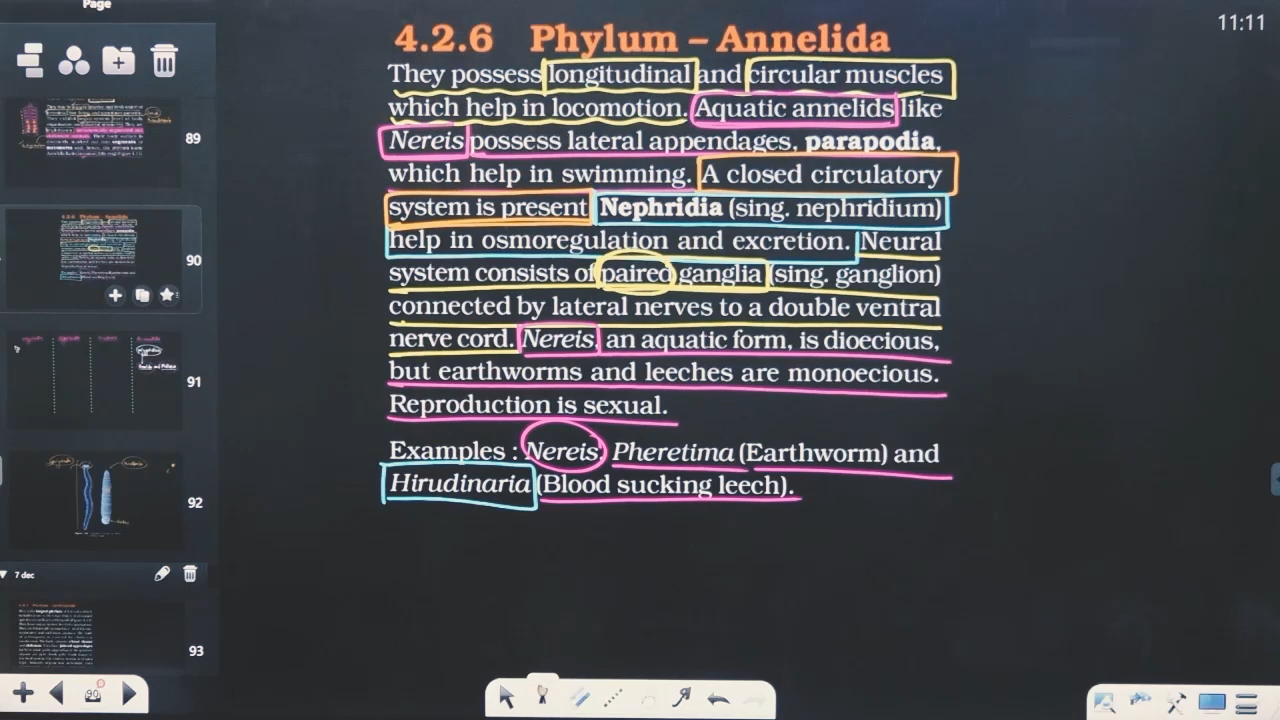 Page
11:11
4.2.6 Phylum – Annelida
They possess longitudinal and circular muscles
which help in locomotion. Aquatic annelids like
Nereis possess lateral appendages, parapodia,
which help in swimming. A closed circulatory
system is present Nephridia (sing. nephridium)
help in osmoregulation and excretion. Neural
system consists of paired ganglia (sing. ganglion)
connected by lateral nerves to a double ventral
nerve cord. Nereis, an aquatic form, is dioecious,
but earthworms and leeches are monoecious.
Reproduction is sexual.
Examples : Nereis, Pheretima (Earthworm) and
Hirudinaria (Blood sucking leech).
89
90
91
92
7 dec
93
90